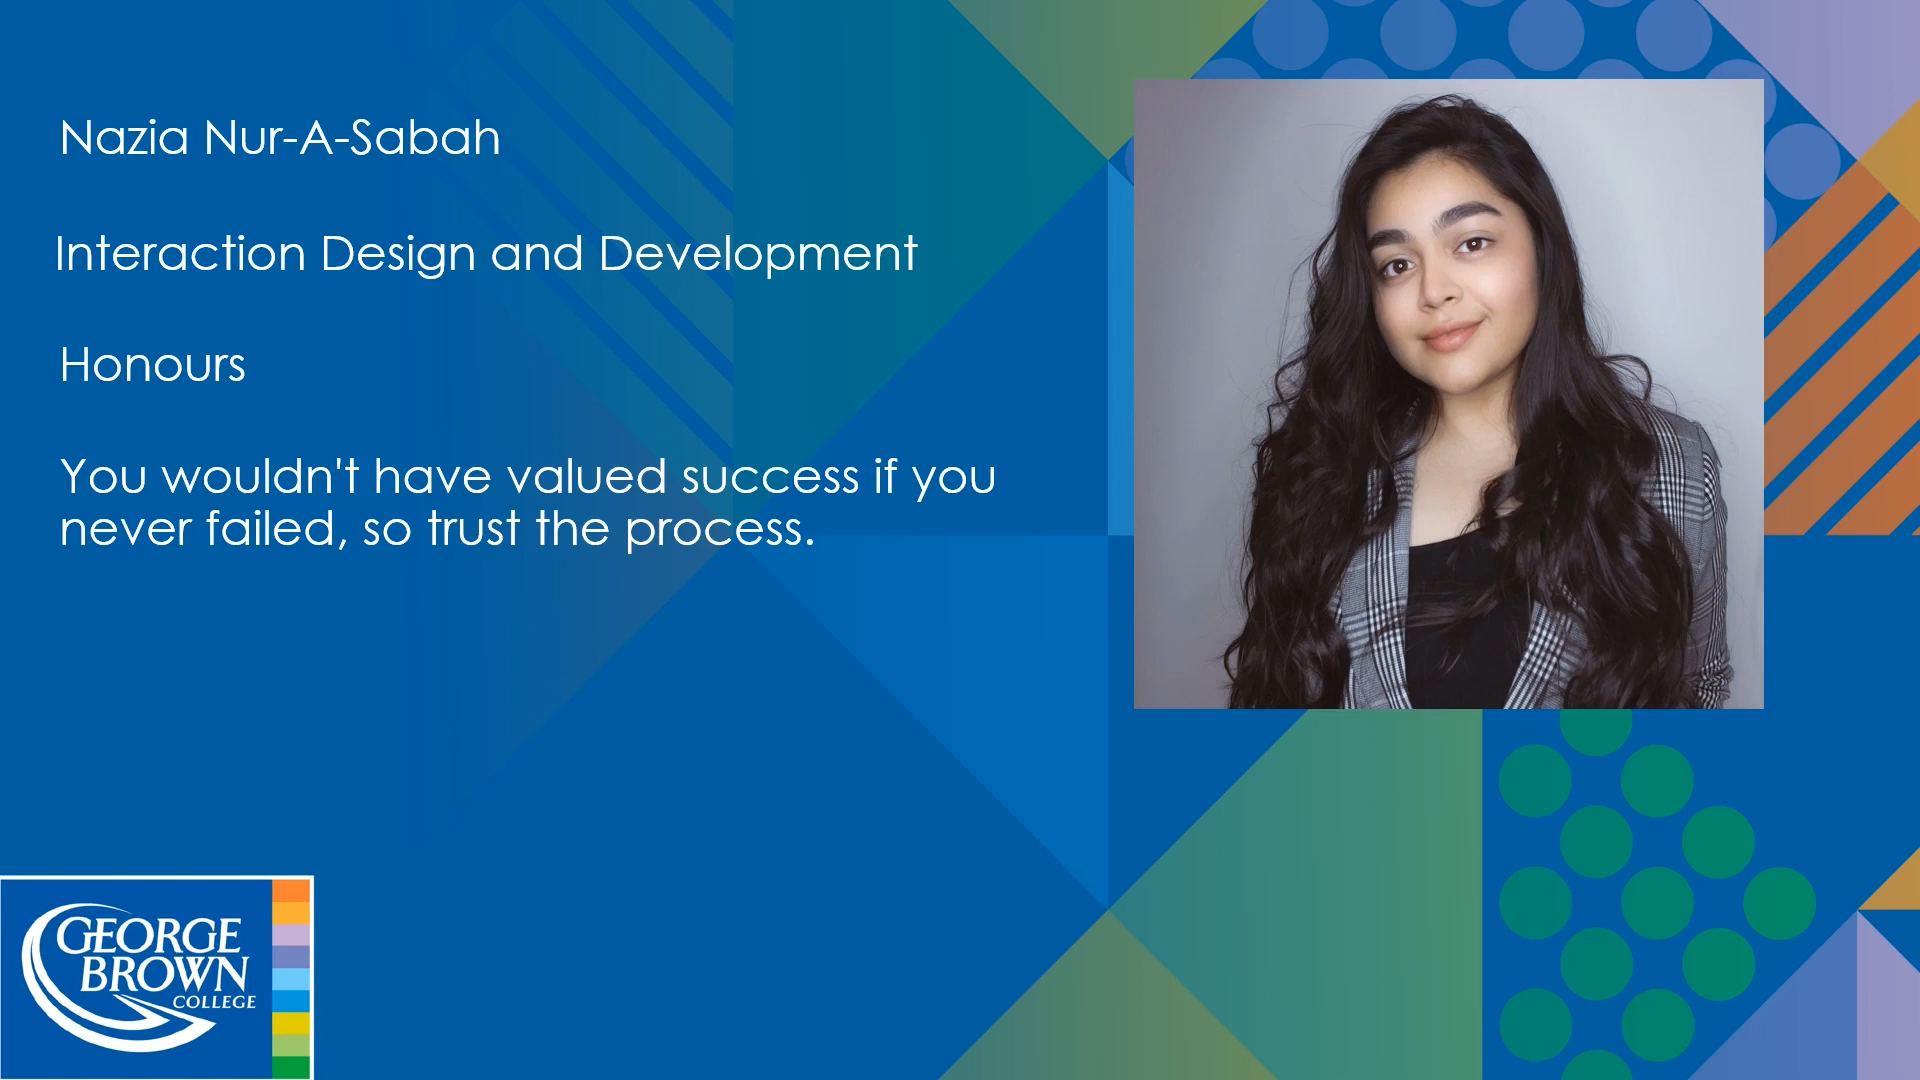 Nazia Nur-A-Sabah
Interaction Design and Development
Honours
You wouldn't have valued success if you
never failed, so trust the process.
GEORGE
BROWN
COLLEGE